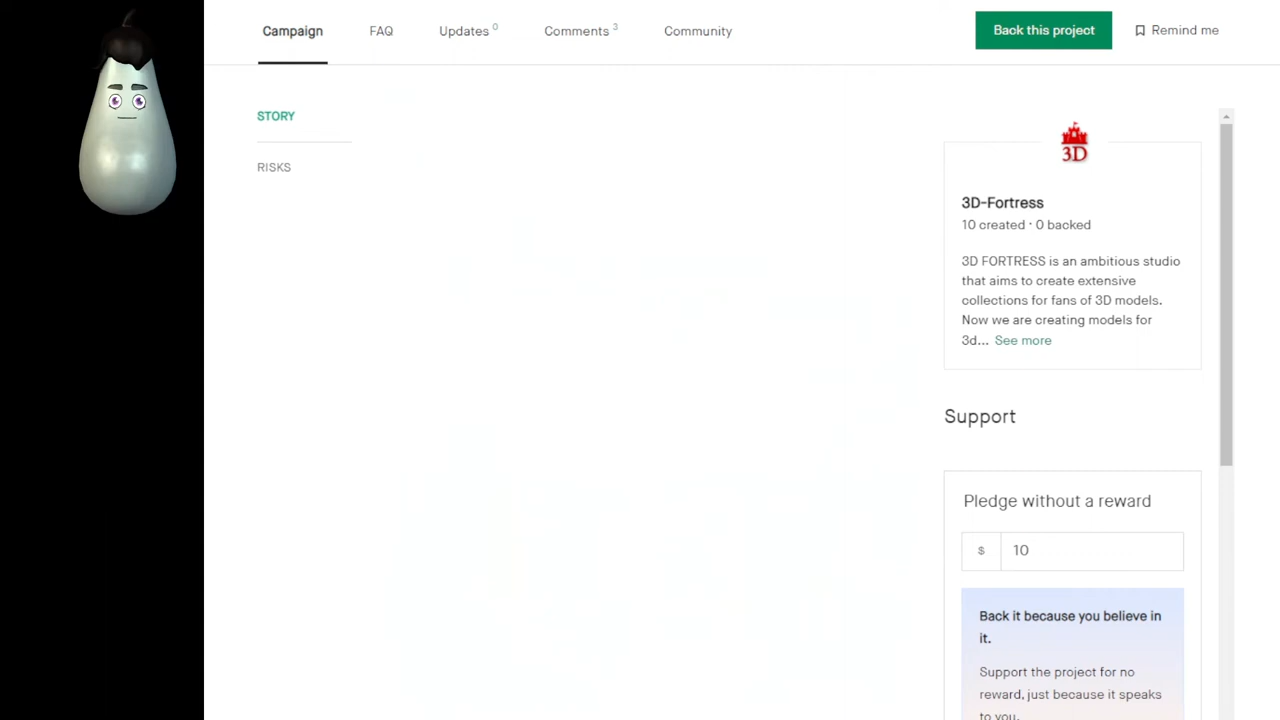 Campaign FAQ Updates 0 Comments 3 Community Back this project Remind me
STORY
RISKS
3D
3D-Fortress
10 created · 0 backed
3D FORTRESS is an ambitious studio
that aims to create extensive
collections for fans of 3D models.
Now we are creating models for
3d... See more
Support
Pledge without a reward
$ 10
Back it because you believe in
it.
Support the project for no
reward, just because it speaks
to you.